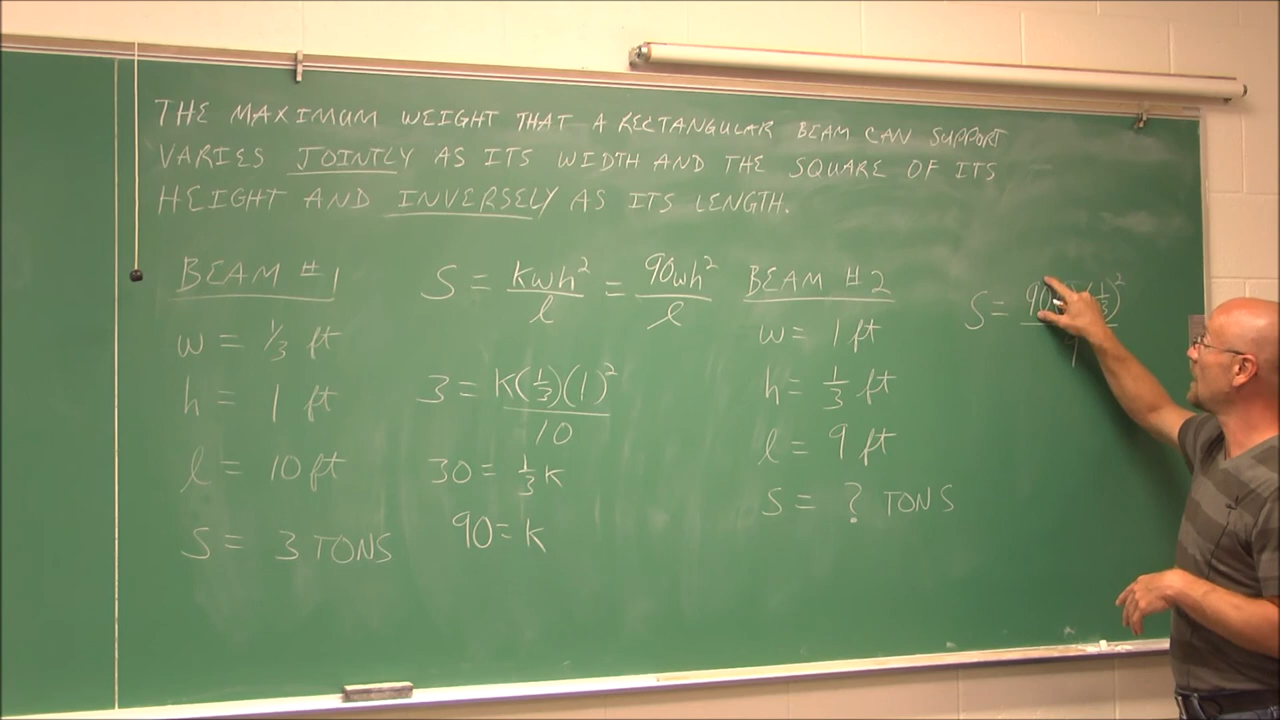 THE MAXIMUM WEIGHT THAT A RECTANGULAR BEAM CAN SUPPORT
VARIES JOINTLY AS ITS WIDTH AND THE SQUARE OF ITS
HEIGHT AND INVERSELY AS ITS LENGTH.
BEAM #1
w = 1/3 ft
h = 1 ft
l = 10 ft
S = 3 TONS
S = kwh²/l = 90wh²/l
3 = k(1/3)(1)²/10
30 = 1/3 k
90 = k
BEAM #2
w = 1 ft
h = 1/3 ft
l = 9 ft
S = ? TONS
S = 90 (1/3)²